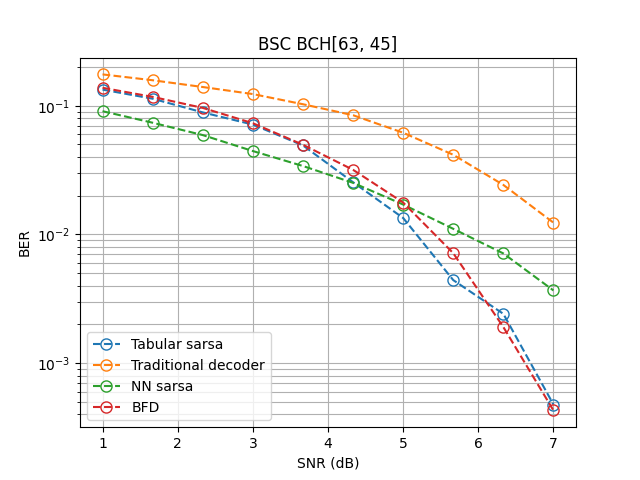 BSC BCH[63, 45]
BER
10⁻¹
10⁻²
10⁻³
Tabular sarsa
Traditional decoder
NN sarsa
BFD
1 2 3 4 5 6 7
SNR (dB)